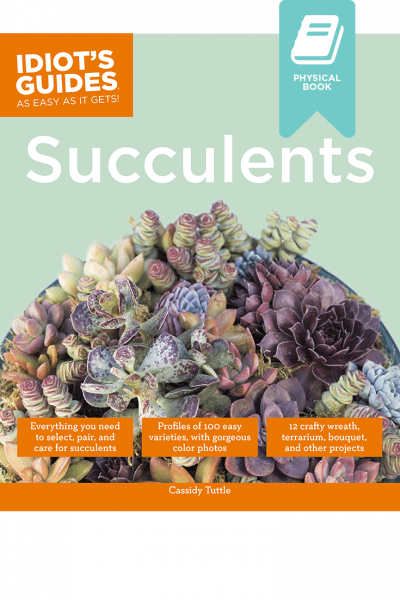 PHYSICAL
BOOK
IDIOT'S
GUIDES
AS EASY AS IT GETS!
Succulents
Everything you need
to select, pair, and
care for succulents
Profiles of 100 easy
varieties, with gorgeous
color photos
12 crafty wreath,
terrarium, bouquet,
and other projects
Cassidy Tuttle